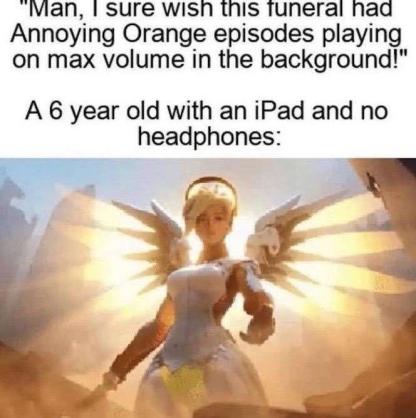 "Man, I sure wish this funeral had
Annoying Orange episodes playing
on max volume in the background!"
A 6 year old with an iPad and no
headphones: